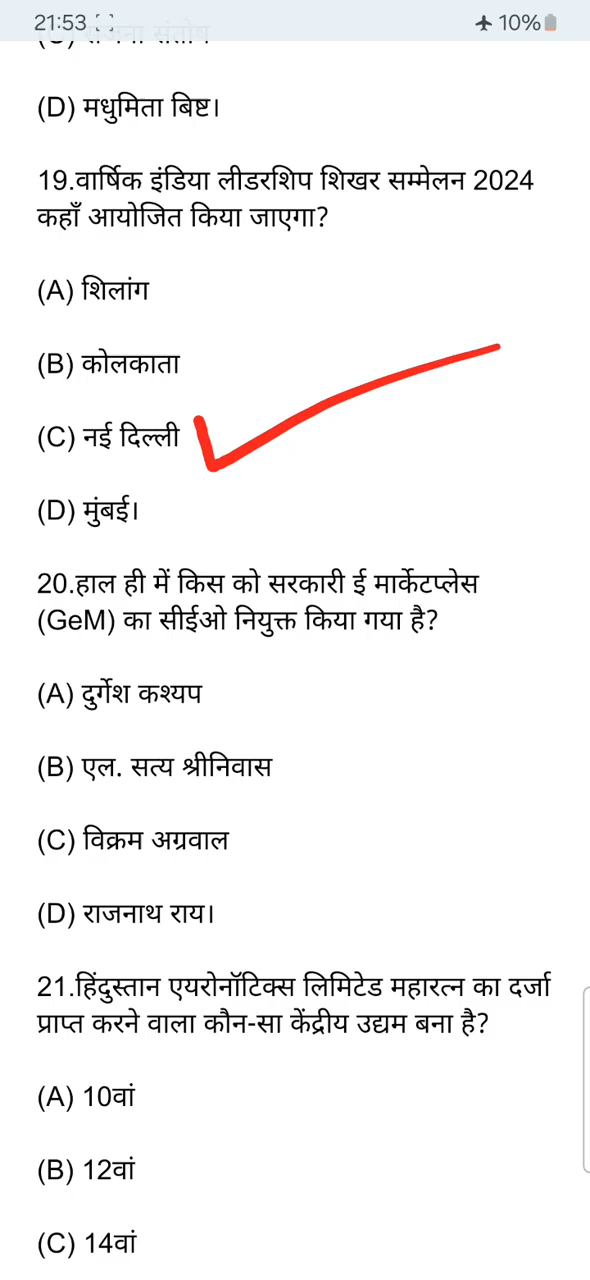 21:53
10%
(D) मधुमिता बिष्ट।
19.वार्षिक इंडिया लीडरशिप शिखर सम्मेलन 2024
कहाँ आयोजित किया जाएगा?
(A) शिलांग
(B) कोलकाता
(C) नई दिल्ली
(D) मुंबई।
20.हाल ही में किस को सरकारी ई मार्केटप्लेस
(GeM) का सीईओ नियुक्त किया गया है?
(A) दुर्गेश कश्यप
(B) एल. सत्य श्रीनिवास
(C) विक्रम अग्रवाल
(D) राजनाथ राय।
21.हिंदुस्तान एयरोनॉटिक्स लिमिटेड महारत्न का दर्जा
प्राप्त करने वाला कौन-सा केंद्रीय उद्यम बना है?
(A) 10वां
(B) 12वां
(C) 14वां